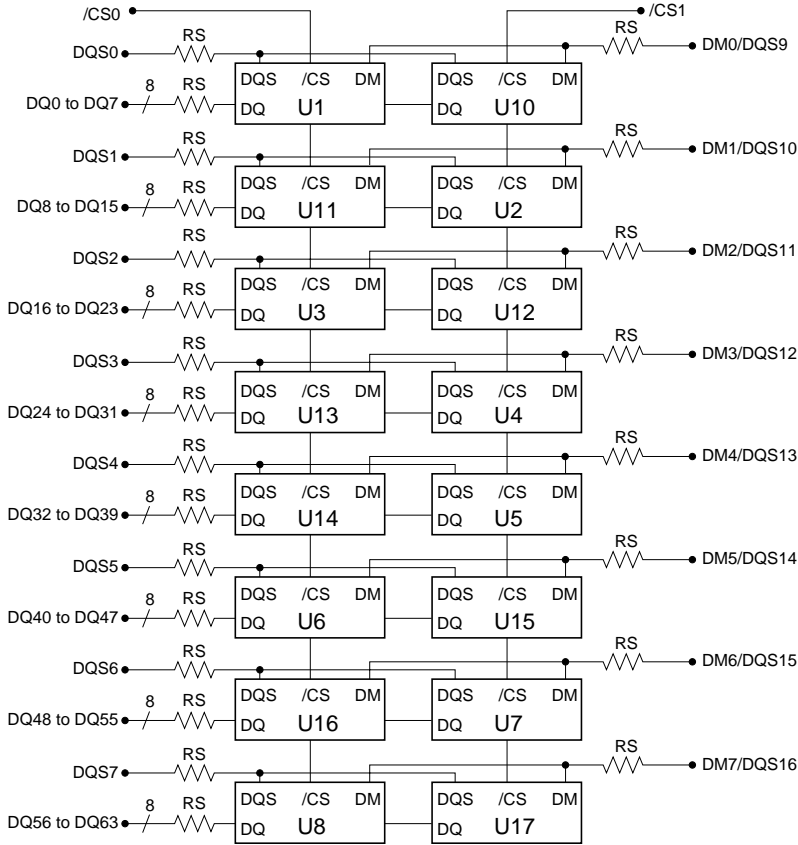 /CS0 /CS1
RS RS
DQS0 DM0/DQS9
DQS /CS DM DQS /CS DM
8 RS
DQ0 to DQ7 DQ U1 DQ U10
RS RS
DQS1 DM1/DQS10
DQS /CS DM DQS /CS DM
8 RS
DQ8 to DQ15 DQ U11 DQ U2
RS RS
DQS2 DM2/DQS11
DQS /CS DM DQS /CS DM
8 RS
DQ16 to DQ23 DQ U3 DQ U12
RS RS
DQS3 DM3/DQS12
DQS /CS DM DQS /CS DM
8 RS
DQ24 to DQ31 DQ U13 DQ U4
RS RS
DQS4 DM4/DQS13
DQS /CS DM DQS /CS DM
8 RS
DQ32 to DQ39 DQ U14 DQ U5
RS RS
DQS5 DM5/DQS14
DQS /CS DM DQS /CS DM
8 RS
DQ40 to DQ47 DQ U6 DQ U15
RS RS
DQS6 DM6/DQS15
DQS /CS DM DQS /CS DM
8 RS
DQ48 to DQ55 DQ U16 DQ U7
RS RS
DQS7 DM7/DQS16
DQS /CS DM DQS /CS DM
8 RS
DQ56 to DQ63 DQ U8 DQ U17